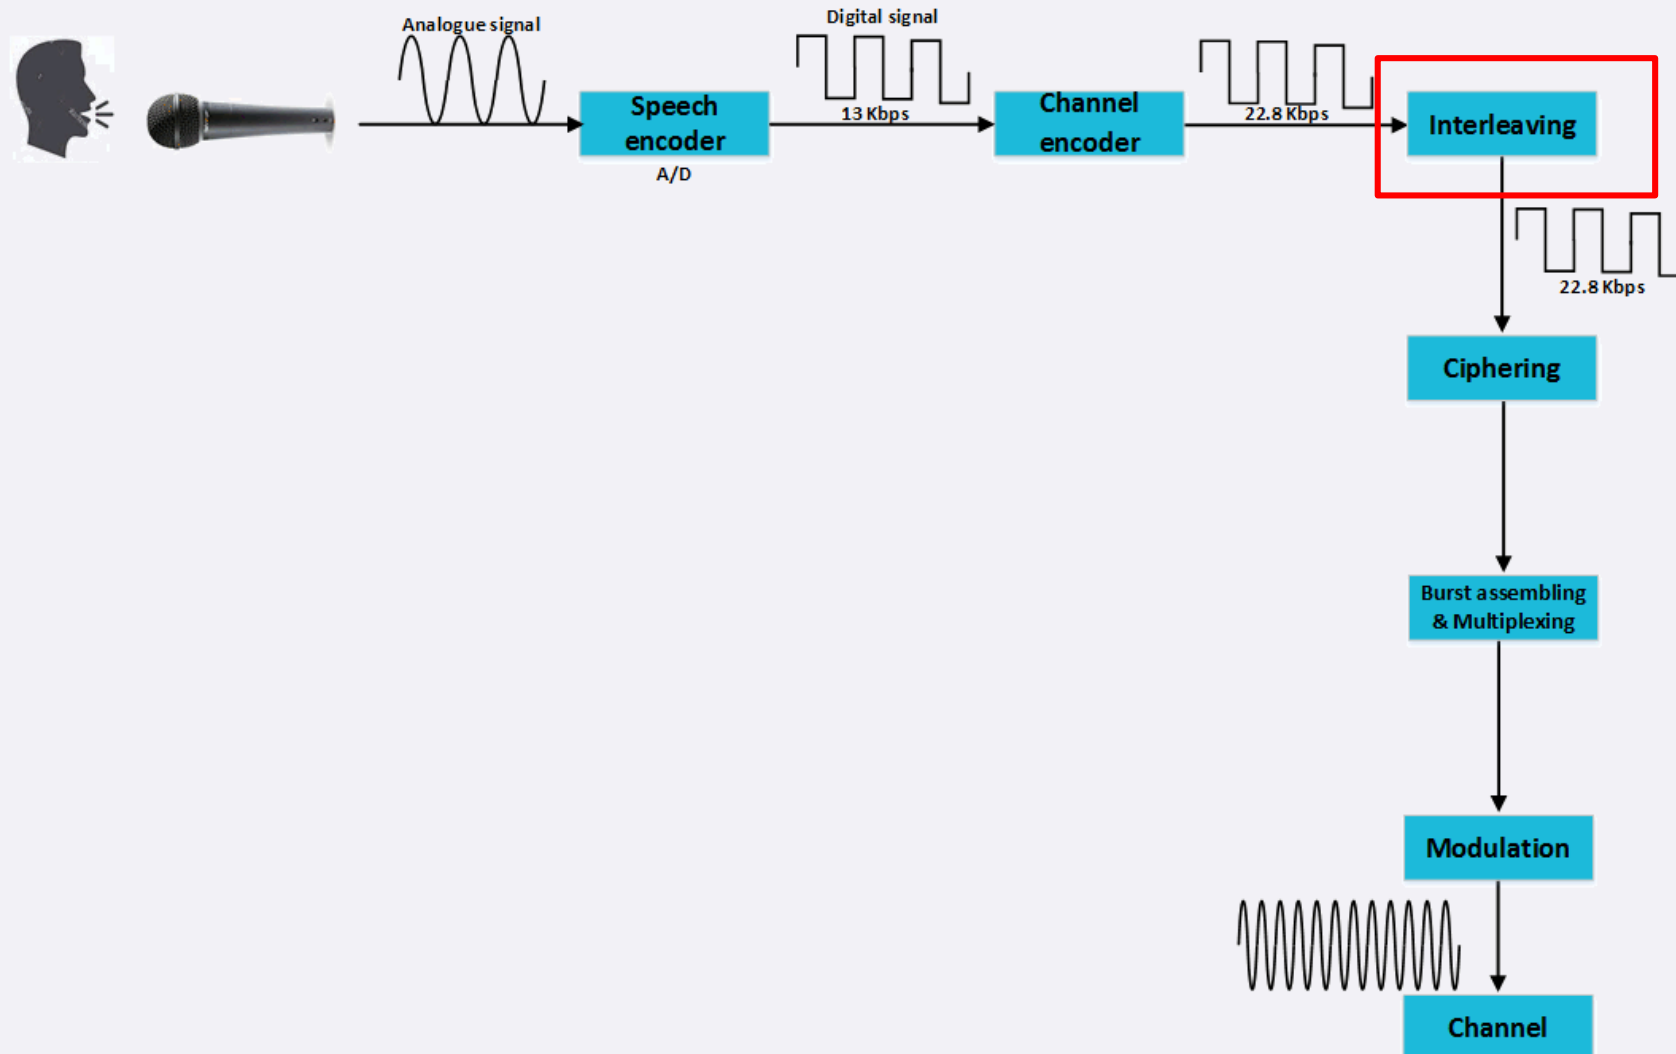 Analogue signal
Digital signal
Speech
encoder
A/D
13 Kbps
Channel
encoder
22.8 Kbps
Interleaving
22.8 Kbps
Ciphering
Burst assembling
& Multiplexing
Modulation
Channel